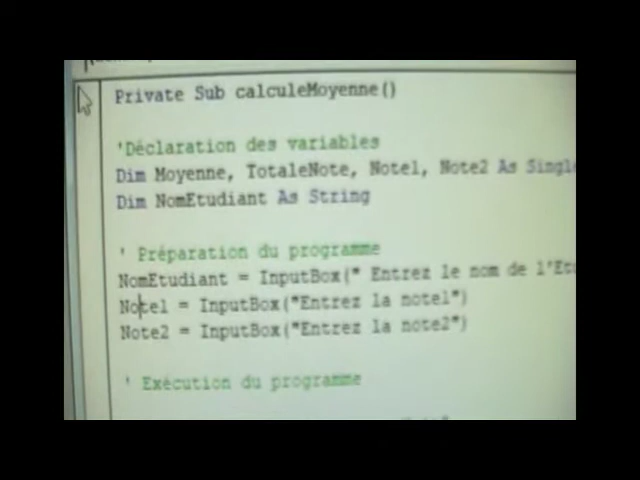 Private Sub calculeMoyenne()
'Déclaration des variables
Dim Moyenne, TotaleNote, Note1, Note2 As Single
Dim NomEtudiant As String
' Préparation du programme
NomEtudiant = InputBox(" Entrez le nom de l'Et
Note1 = InputBox("Entrez la note1")
Note2 = InputBox("Entrez la note2")
' Exécution du programme